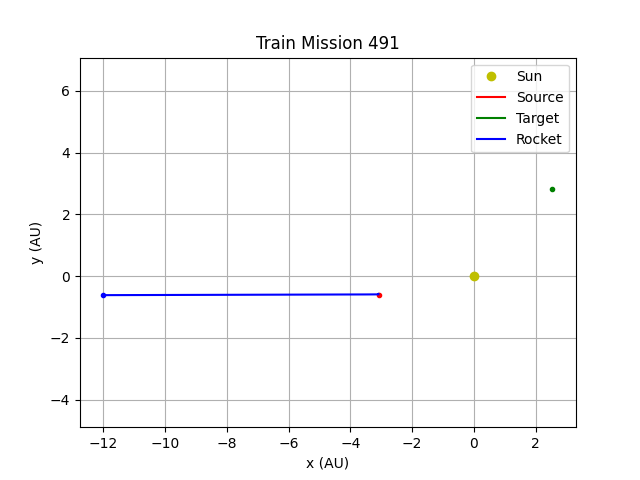 Train Mission 491
Sun
Source
Target
Rocket
6
4
2
0
−2
−4
y (AU)
−12 −10 −8 −6 −4 −2 0 2
x (AU)